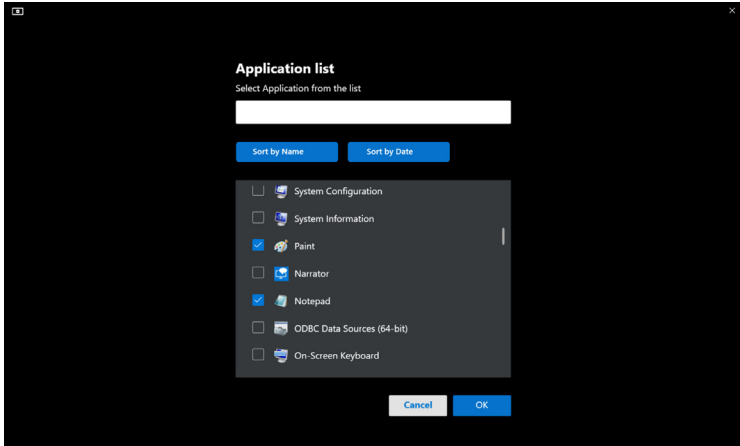 Application list
Select Application from the list
Sort by Name
Sort by Date
System Configuration
System Information
Paint
Narrator
Notepad
ODBC Data Sources (64-bit)
On-Screen Keyboard
Cancel
OK